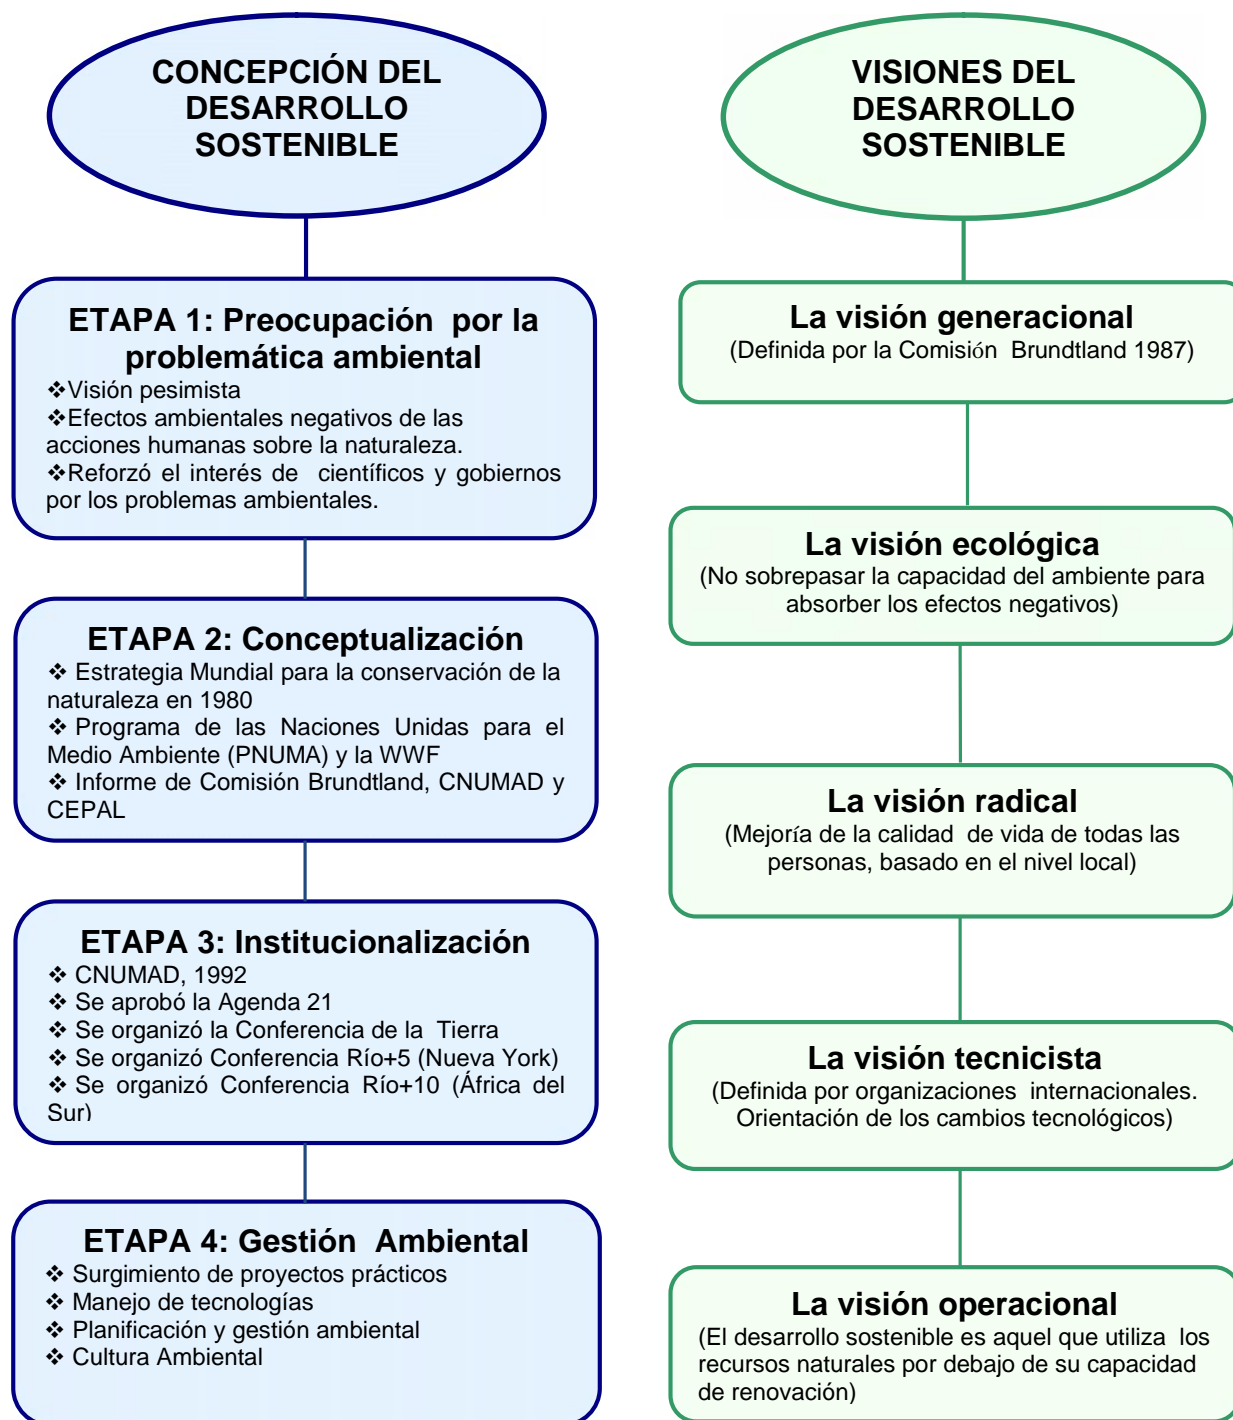 CONCEPCIÓN DEL
DESARROLLO
SOSTENIBLE
ETAPA 1: Preocupación por la
problemática ambiental
❖Visión pesimista
❖Efectos ambientales negativos de las
acciones humanas sobre la naturaleza.
❖Reforzó el interés de científicos y gobiernos
por los problemas ambientales.
ETAPA 2: Conceptualización
❖ Estrategia Mundial para la conservación de la
naturaleza en 1980
❖ Programa de las Naciones Unidas para el
Medio Ambiente (PNUMA) y la WWF
❖ Informe de Comisión Brundtland, CNUMAD y
CEPAL
ETAPA 3: Institucionalización
❖ CNUMAD, 1992
❖ Se aprobó la Agenda 21
❖ Se organizó la Conferencia de la Tierra
❖ Se organizó Conferencia Río+5 (Nueva York)
❖ Se organizó Conferencia Río+10 (África del
Sur)
ETAPA 4: Gestión Ambiental
❖ Surgimiento de proyectos prácticos
❖ Manejo de tecnologías
❖ Planificación y gestión ambiental
❖ Cultura Ambiental
VISIONES DEL
DESARROLLO
SOSTENIBLE
La visión generacional
(Definida por la Comisión Brundtland 1987)
La visión ecológica
(No sobrepasar la capacidad del ambiente para
absorber los efectos negativos)
La visión radical
(Mejoría de la calidad de vida de todas las
personas, basado en el nivel local)
La visión tecnicista
(Definida por organizaciones internacionales.
Orientación de los cambios tecnológicos)
La visión operacional
(El desarrollo sostenible es aquel que utiliza los
recursos naturales por debajo de su capacidad
de renovación)